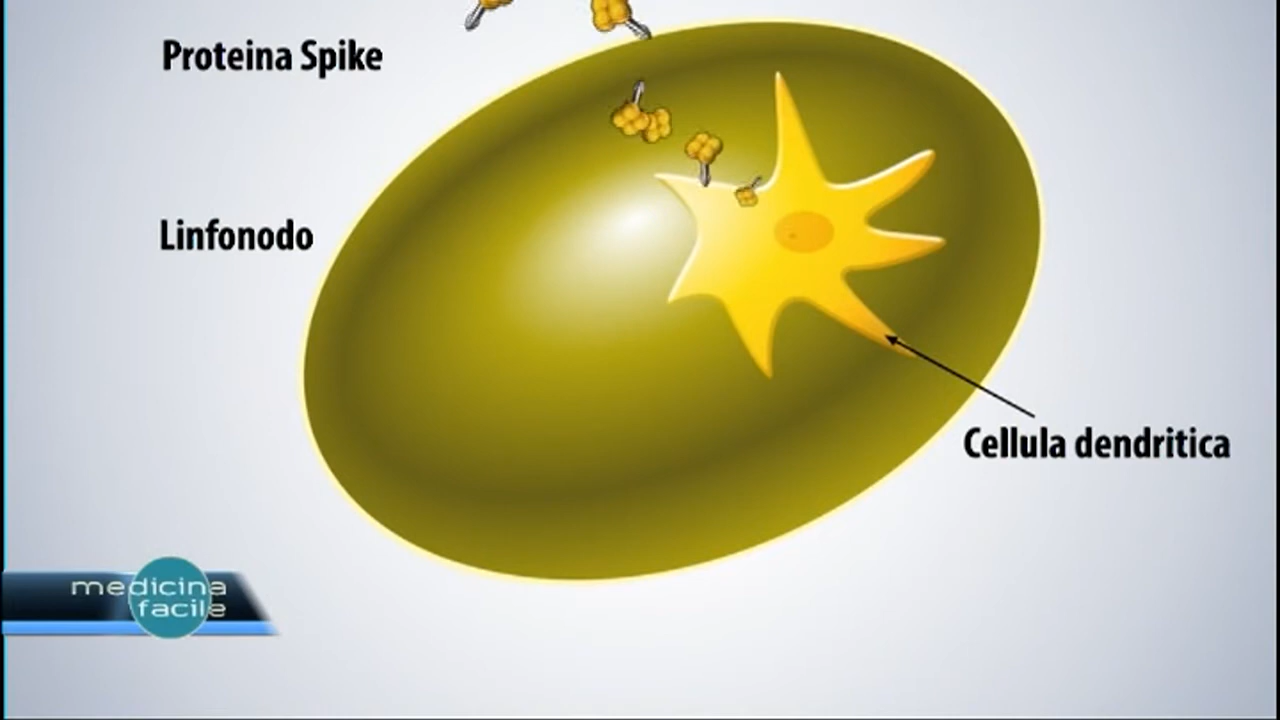 Proteina Spike
Linfonodo
Cellula dendritica
medicina
facile